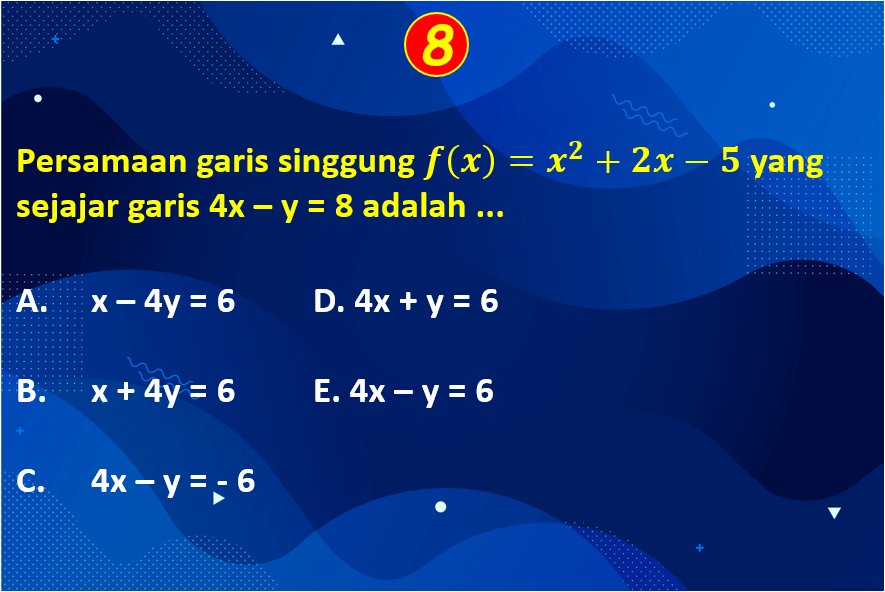 8
Persamaan garis singgung f(x) = x² + 2x − 5 yang
sejajar garis 4x – y = 8 adalah ...
A. x – 4y = 6 D. 4x + y = 6
B. x + 4y = 6 E. 4x – y = 6
C. 4x – y = - 6